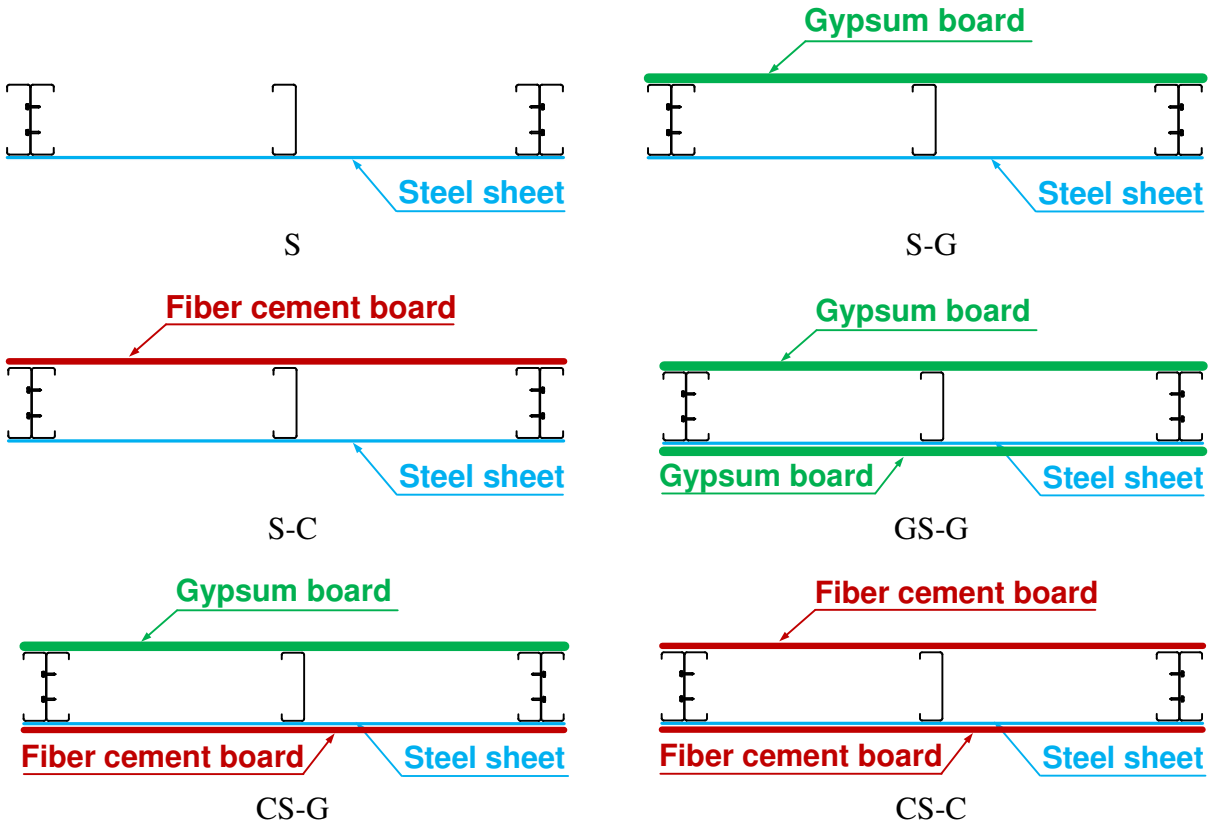 Gypsum board
Steel sheet
Steel sheet
S
S-G
Fiber cement board
Gypsum board
Steel sheet
Gypsum board
Steel sheet
S-C
GS-G
Gypsum board
Fiber cement board
Fiber cement board
Steel sheet
Fiber cement board
Steel sheet
CS-G
CS-C